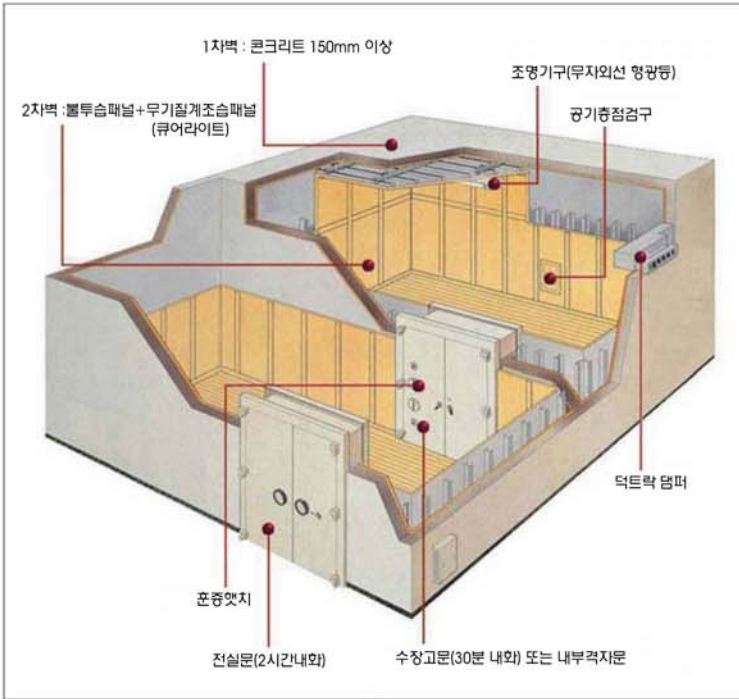 1차벽 : 콘크리트 150mm 이상
조명기구(무자외선 형광등)
2차벽 :불투습패널+무기질계조습패널
(큐어라이트)
공기층점검구
덕트락 댐퍼
훈증햇치
전실문(2시간내화)
수장고문(30분 내화) 또는 내부격자문